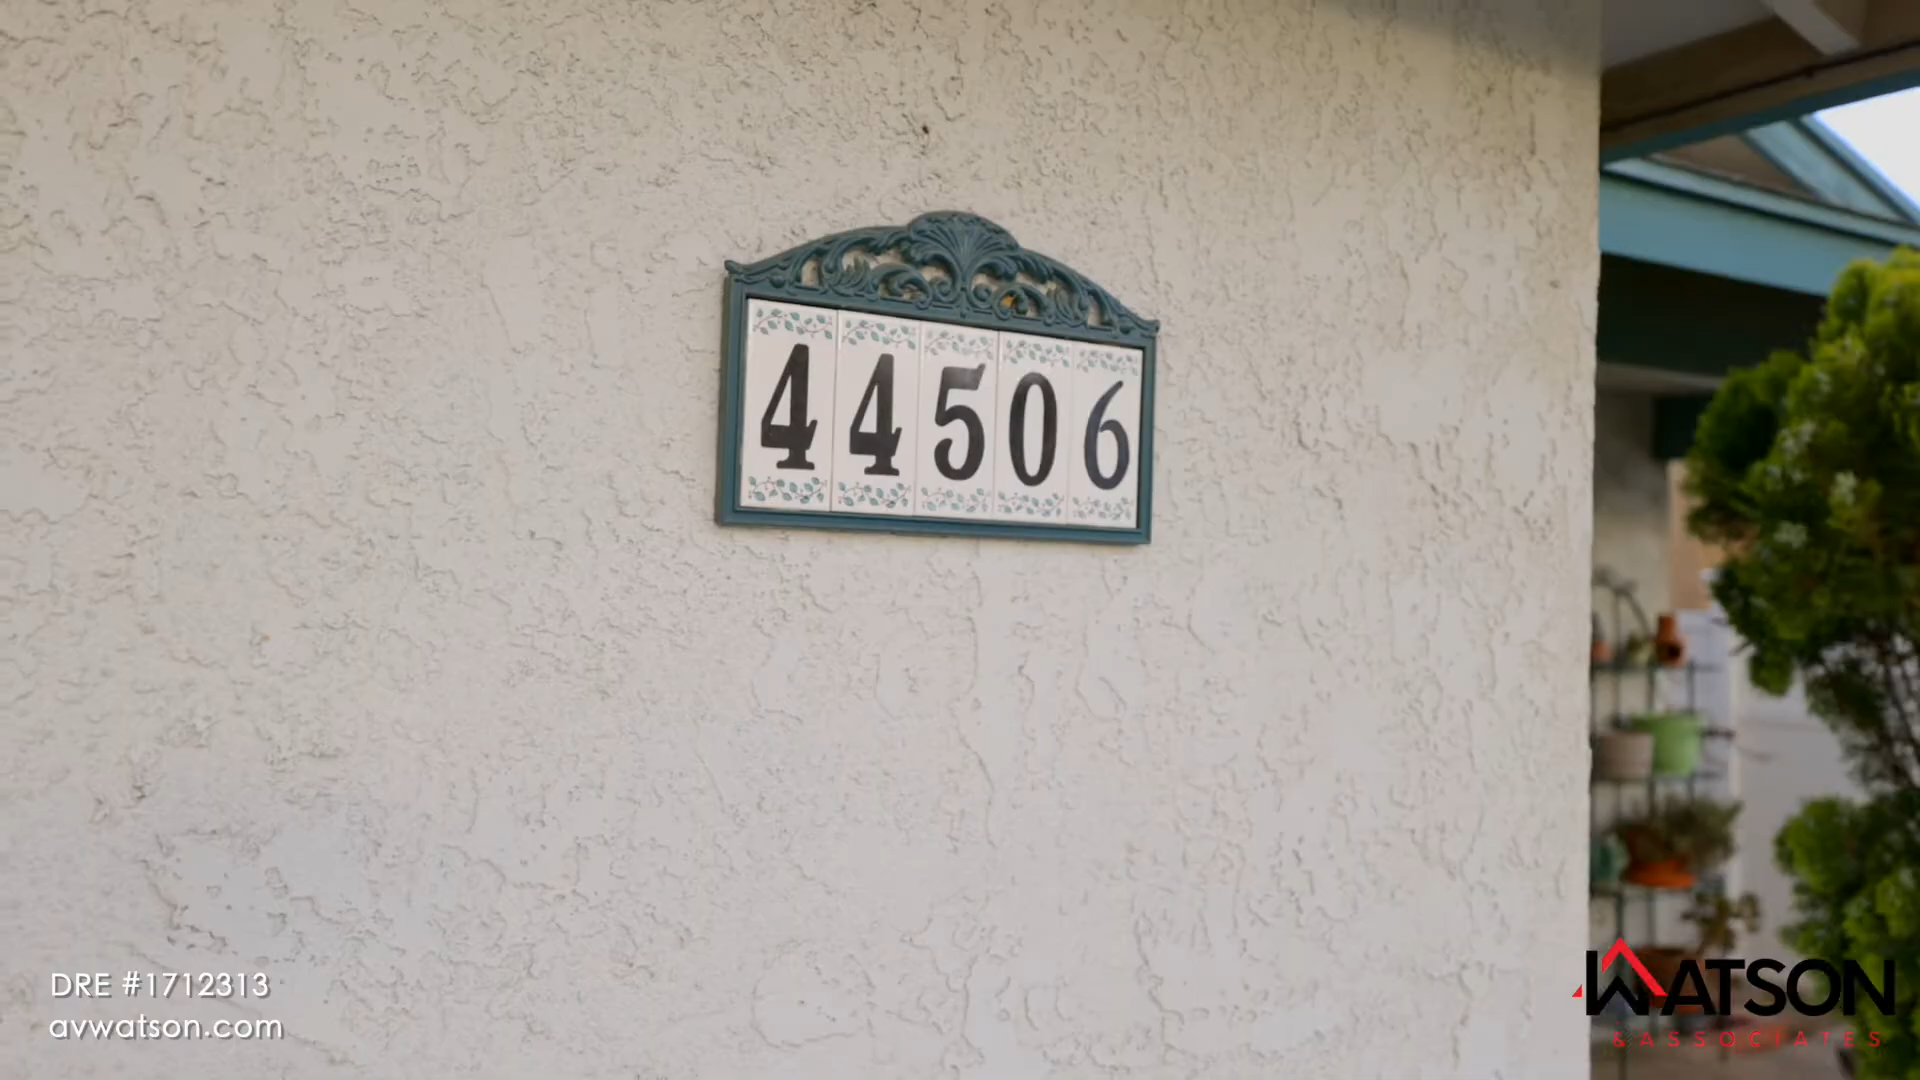 44506
DRE #1712313
avwatson.com
WATSON
& ASSOCIATES